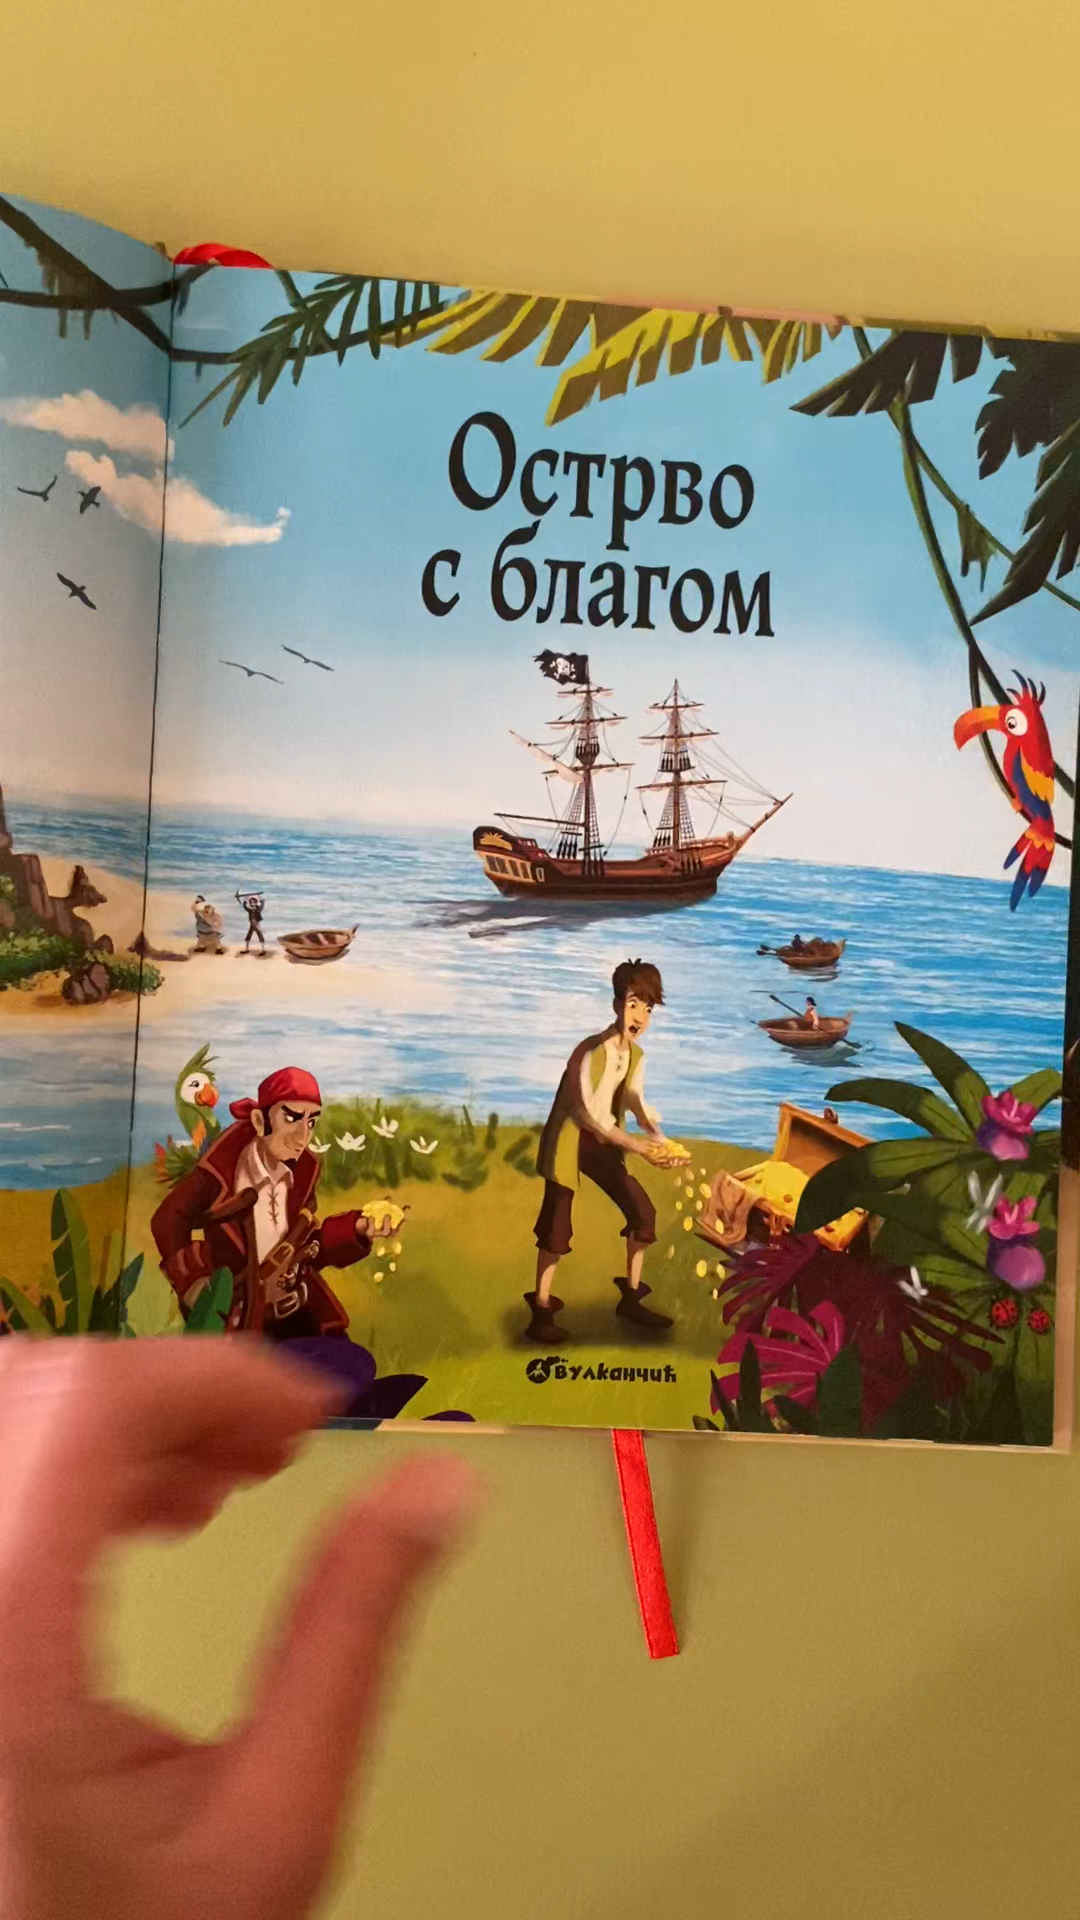 Острво
с благом
Вулканчић